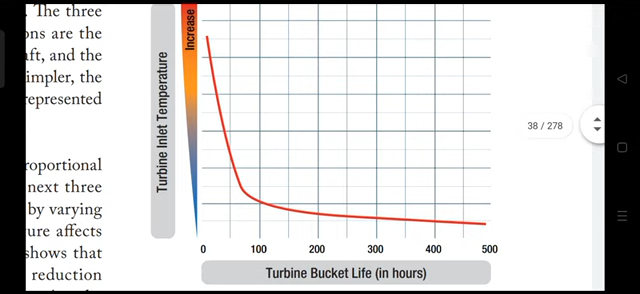 . The three
ons are the
aft, and the
impler, the
represented
roportional
next three
by varying
ure affects
shows that
reduction
Increase
Turbine Inlet Temperature
0 100 200 300 400 500
Turbine Bucket Life (in hours)
38 / 278